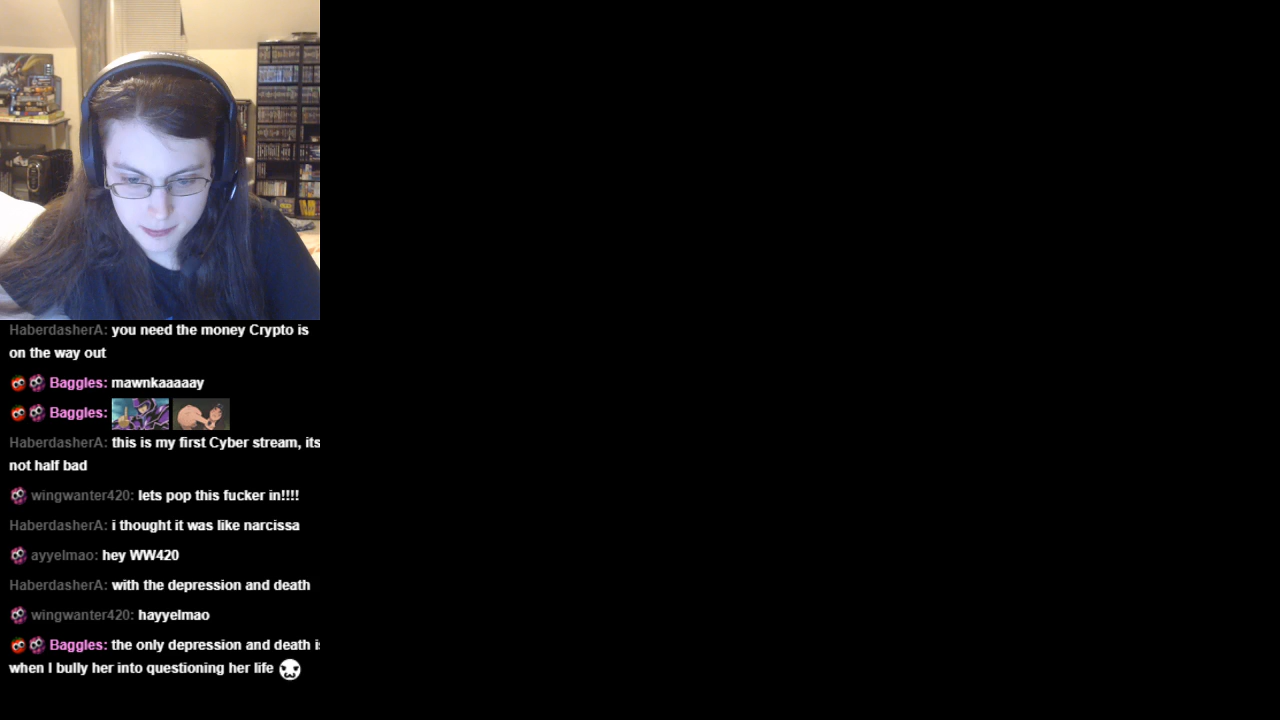 HaberdasherA: you need the money Crypto is
on the way out
Baggles: mawnkaaaaay
Baggles:
HaberdasherA: this is my first Cyber stream, its
not half bad
wingwanter420: lets pop this fucker in!!!!
HaberdasherA: i thought it was like narcissa
ayyelmao: hey WW420
HaberdasherA: with the depression and death
wingwanter420: hayyelmao
Baggles: the only depression and death i
when I bully her into questioning her life